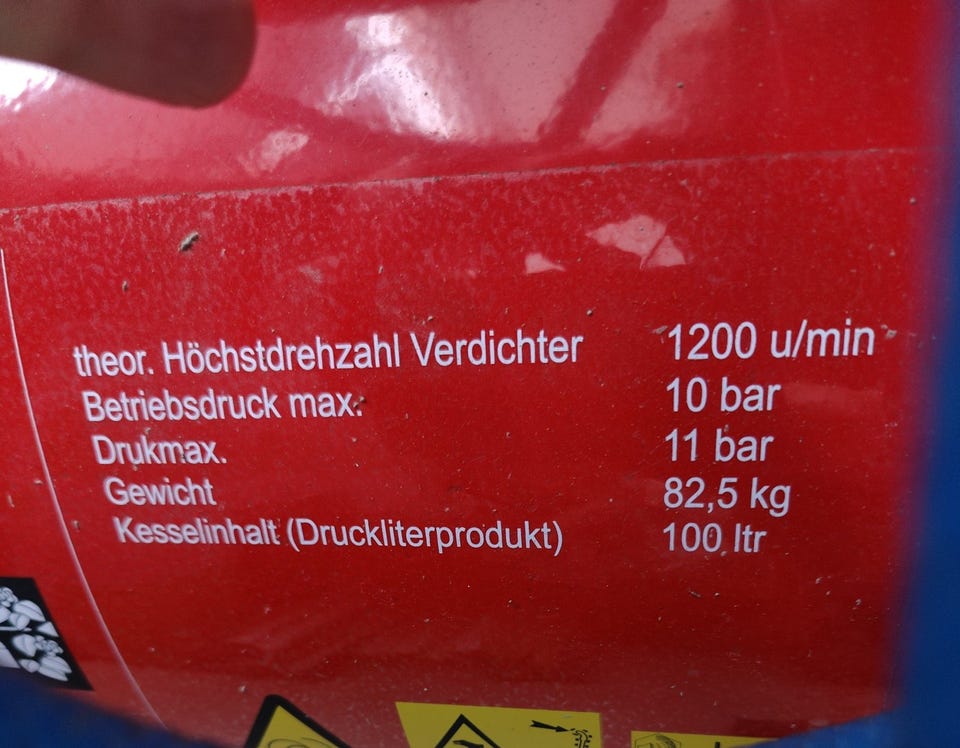 theor. Höchstdrehzahl Verdichter 1200 u/min
Betriebsdruck max. 10 bar
Drukmax. 11 bar
Gewicht 82,5 kg
Kesselinhalt (Druckliterprodukt) 100 ltr